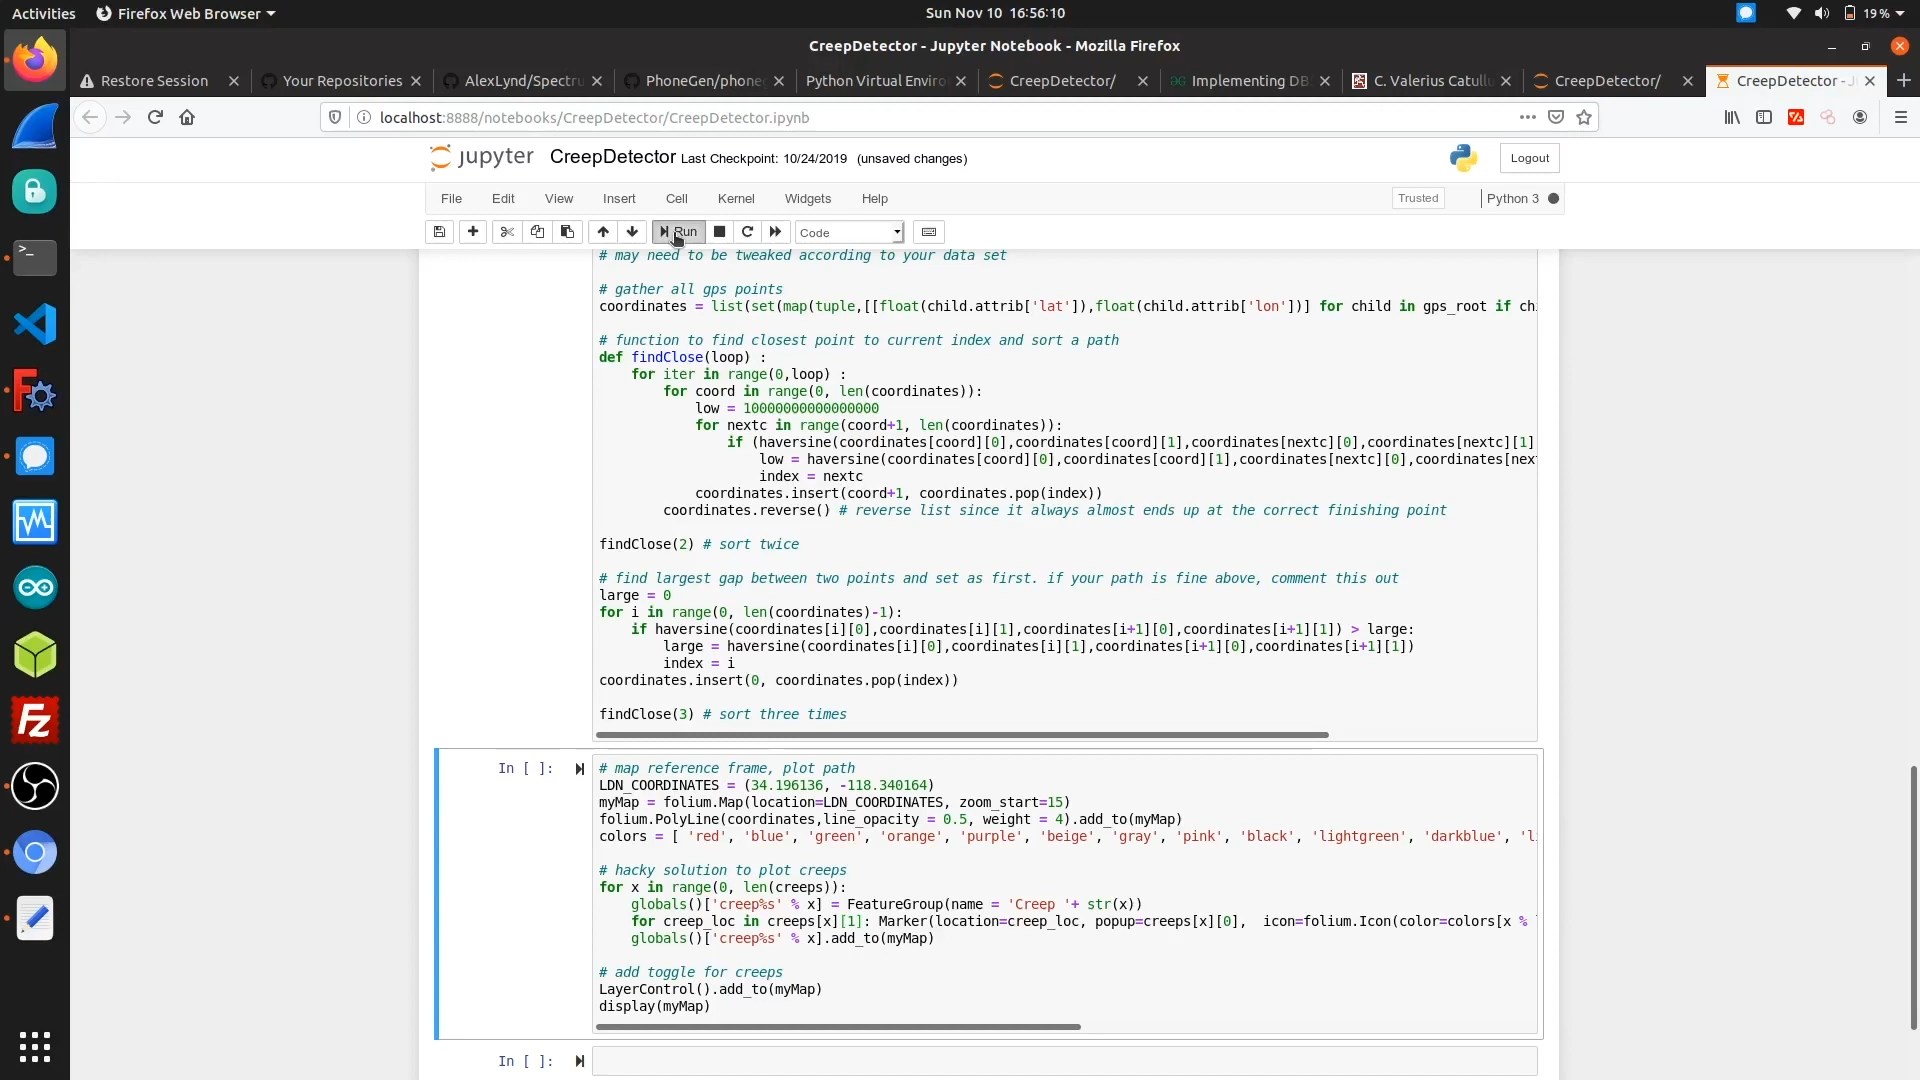 Activities Firefox Web Browser Sun Nov 10 16:56:10 19%
CreepDetector - Jupyter Notebook - Mozilla Firefox
Restore Session Your Repositories AlexLynd/Spectru PhoneGen/phone Python Virtual Enviro CreepDetector/ Implementing DB C. Valerius Catullu CreepDetector/ CreepDetector - J
localhost:8888/notebooks/CreepDetector/CreepDetector.ipynb
jupyter CreepDetector Last Checkpoint: 10/24/2019 (unsaved changes) Logout
File Edit View Insert Cell Kernel Widgets Help Trusted Python 3
Run Code
# may need to be tweaked according to your data set
# gather all gps points
coordinates = list(set(map(tuple,[[float(child.attrib['lat']),float(child.attrib['lon'])] for child in gps_root if chi
# function to find closest point to current index and sort a path
def findClose(loop) :
for iter in range(0,loop) :
for coord in range(0, len(coordinates)):
low = 10000000000000000
for nextc in range(coord+1, len(coordinates)):
if (haversine(coordinates[coord][0],coordinates[coord][1],coordinates[nextc][0],coordinates[nextc][1]
low = haversine(coordinates[coord][0],coordinates[coord][1],coordinates[nextc][0],coordinates[nex
index = nextc
coordinates.insert(coord+1, coordinates.pop(index))
coordinates.reverse() # reverse list since it always almost ends up at the correct finishing point
findClose(2) # sort twice
# find largest gap between two points and set as first. if your path is fine above, comment this out
large = 0
for i in range(0, len(coordinates)-1):
if haversine(coordinates[i][0],coordinates[i][1],coordinates[i+1][0],coordinates[i+1][1]) > large:
large = haversine(coordinates[i][0],coordinates[i][1],coordinates[i+1][0],coordinates[i+1][1])
index = i
coordinates.insert(0, coordinates.pop(index))
findClose(3) # sort three times
In [ ]: # map reference frame, plot path
LDN_COORDINATES = (34.196136, -118.340164)
myMap = folium.Map(location=LDN_COORDINATES, zoom_start=15)
folium.PolyLine(coordinates,line_opacity = 0.5, weight = 4).add_to(myMap)
colors = [ 'red', 'blue', 'green', 'orange', 'purple', 'beige', 'gray', 'pink', 'black', 'lightgreen', 'darkblue', 'li
# hacky solution to plot creeps
for x in range(0, len(creeps)):
globals()['creep%s' % x] = FeatureGroup(name = 'Creep '+ str(x))
for creep_loc in creeps[x][1]: Marker(location=creep_loc, popup=creeps[x][0], icon=folium.Icon(color=colors[x % 
globals()['creep%s' % x].add_to(myMap)
# add toggle for creeps
LayerControl().add_to(myMap)
display(myMap)
In [ ]: